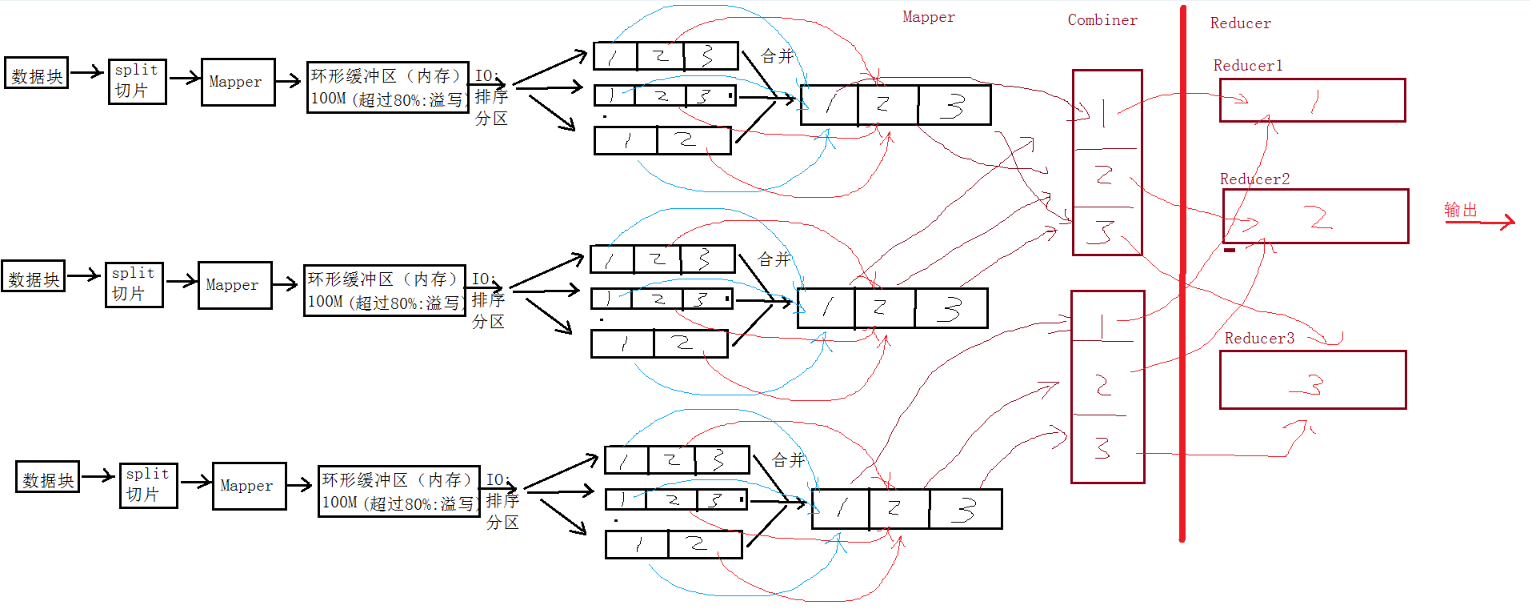 Mapper
Combiner
Reducer
数据块
split
切片
Mapper
环形缓冲区（内存）
100M(超过80%:溢写)
IO:
排序
分区
1 2 3
1 2 3
1 2
合并
1 2 3
1
2
3
Reducer1
1
Reducer2
2
输出
数据块
split
切片
Mapper
环形缓冲区（内存）
100M(超过80%:溢写)
IO:
排序
分区
1 2 3
1 2 3
1 2
合并
1 2 3
1
2
3
Reducer3
3
数据块
split
切片
Mapper
环形缓冲区（内存）
100M(超过80%:溢写)
IO:
排序
分区
1 2 3
1 2 3
1 2
合并
1 2 3